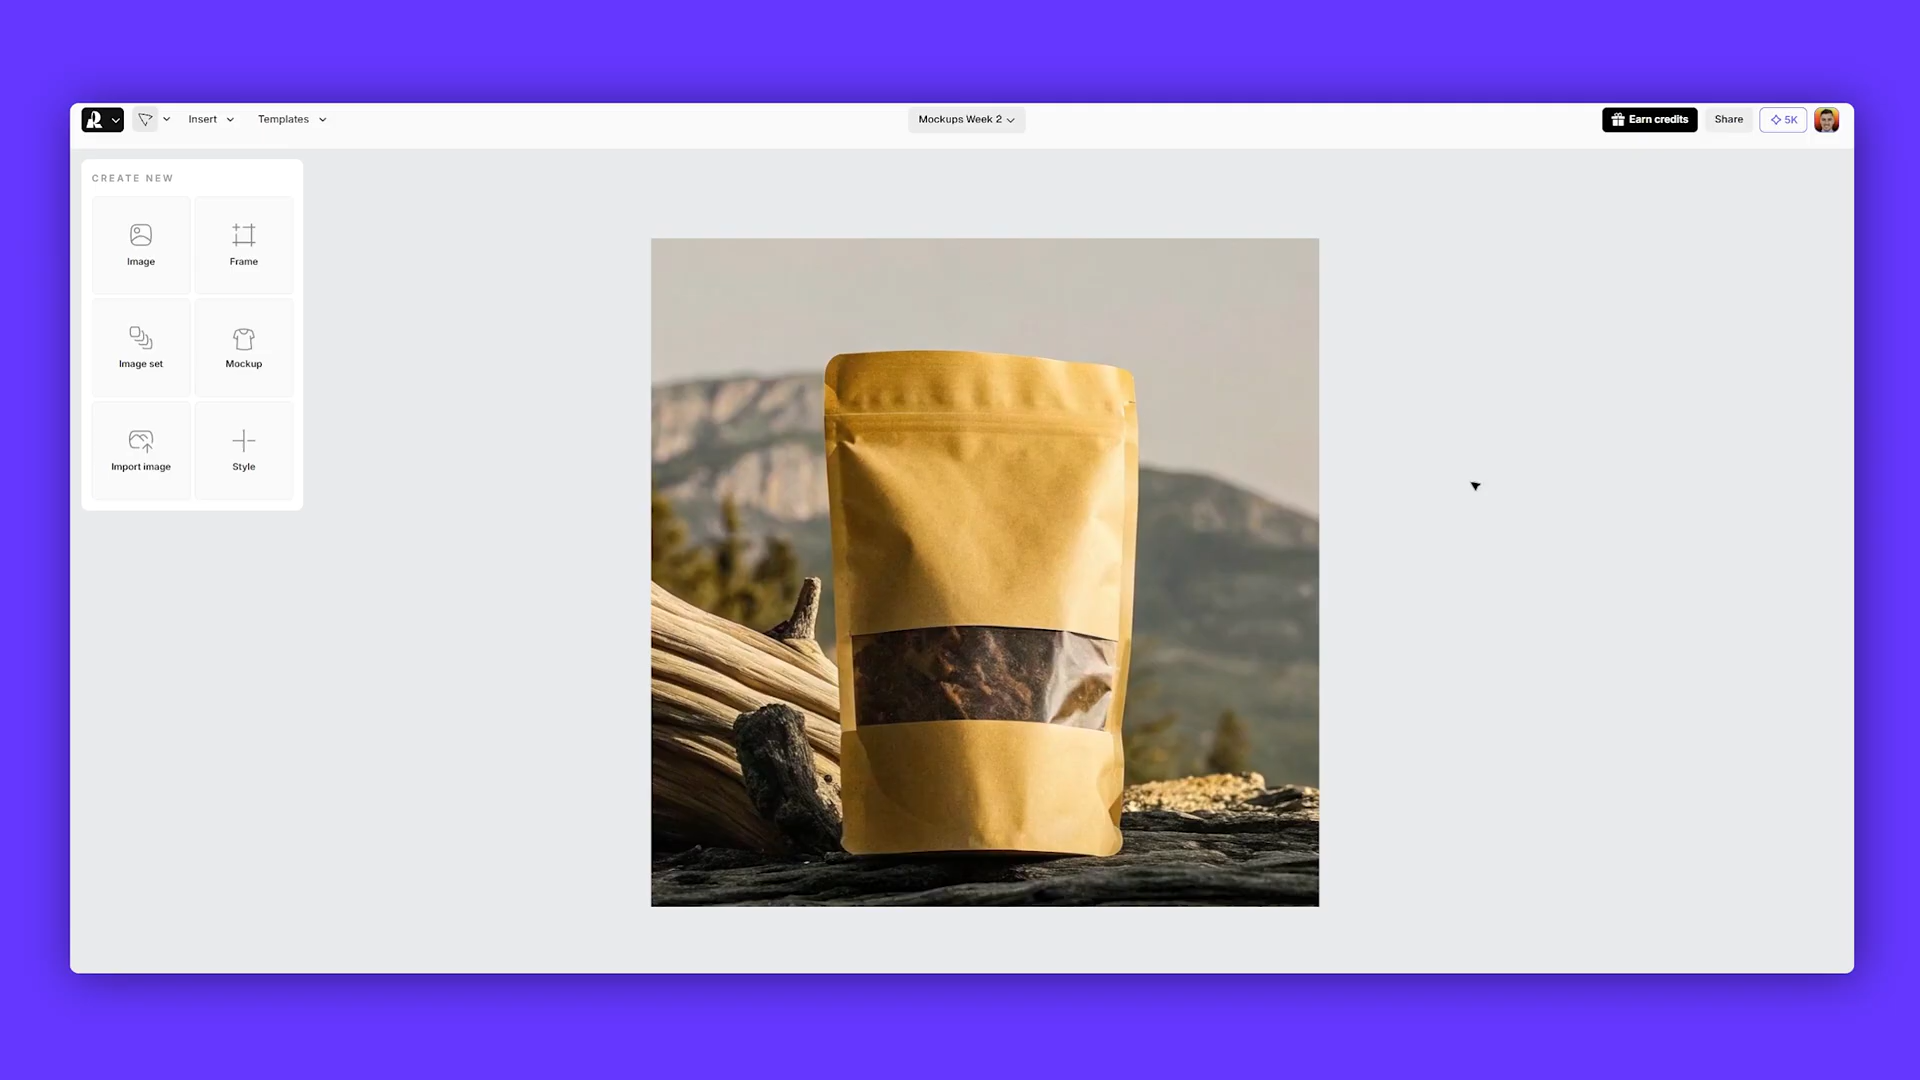 Insert
Templates
Mockups Week 2
Earn credits
Share
5K
CREATE NEW
Image
Frame
Image set
Mockup
Import image
Style